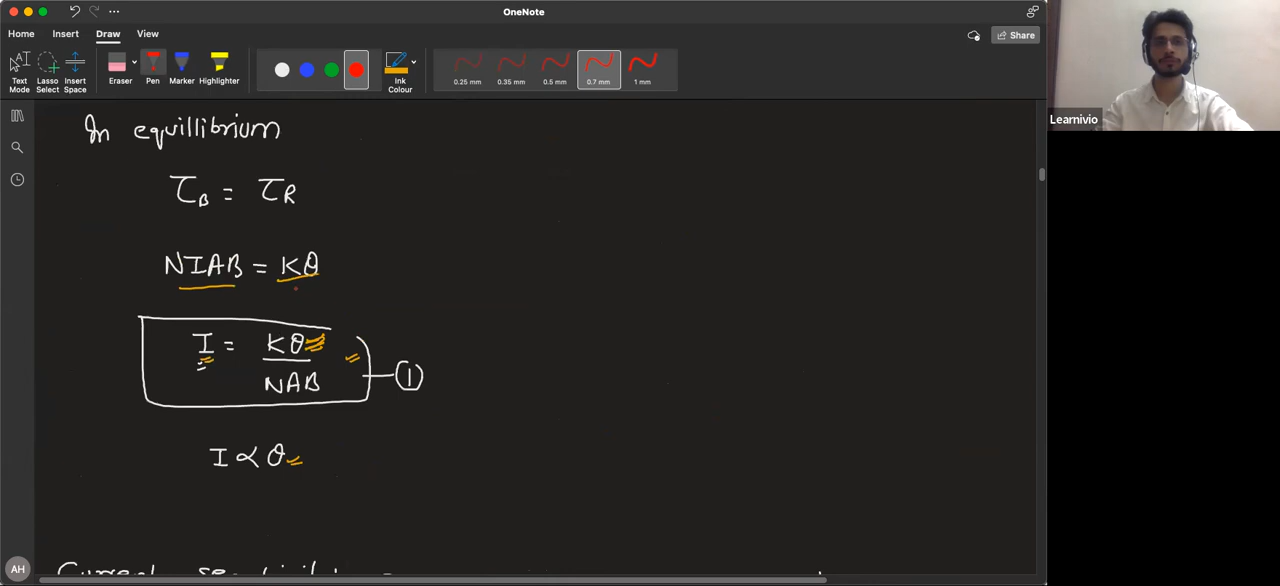 OneNote
Home Insert Draw View
Share
Text Mode
Lasso Select
Insert Space
Eraser
Pen
Marker
Highlighter
Ink Colour
0.25 mm
0.35 mm
0.5 mm
0.7 mm
1 mm
Learnivio
In equillibrium
τB = τR
NIAB = Kθ
I = Kθ
NAB
①
I ∝ θ
AH